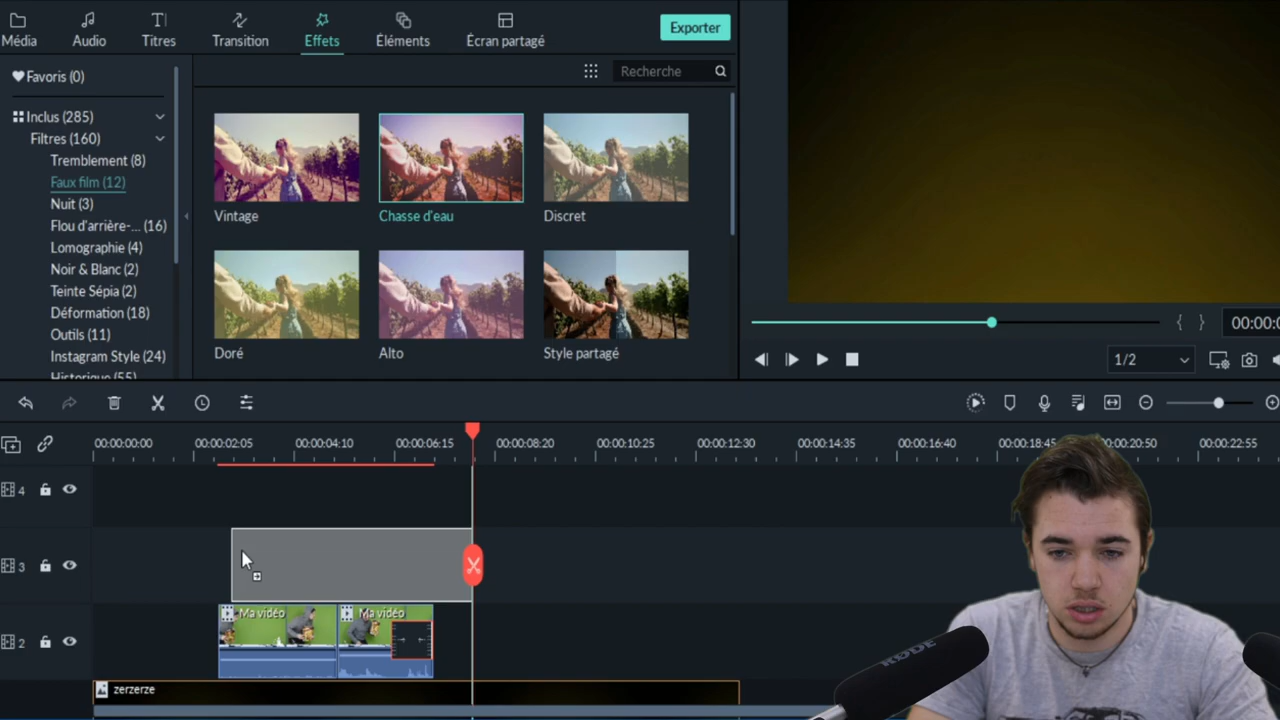 Média
Audio
Titres
Transition
Effets
Éléments
Écran partagé
Exporter
Favoris (0)
Recherche
Inclus (285)
Filtres (160)
Tremblement (8)
Faux film (12)
Nuit (3)
Flou d'arrière-... (16)
Lomographie (4)
Noir & Blanc (2)
Teinte Sépia (2)
Déformation (18)
Outils (11)
Instagram Style (24)
Historique (55)
Vintage
Chasse d'eau
Discret
Doré
Alto
Style partagé
00:00:0
1/2
00:00:00:00
00:00:02:05
00:00:04:10
00:00:06:15
00:00:08:20
00:00:10:25
00:00:12:30
00:00:14:35
00:00:16:40
00:00:18:45
00:00:20:50
00:00:22:55
4
3
2
Ma vidéo
Ma vidéo
zerzerze
RØDE